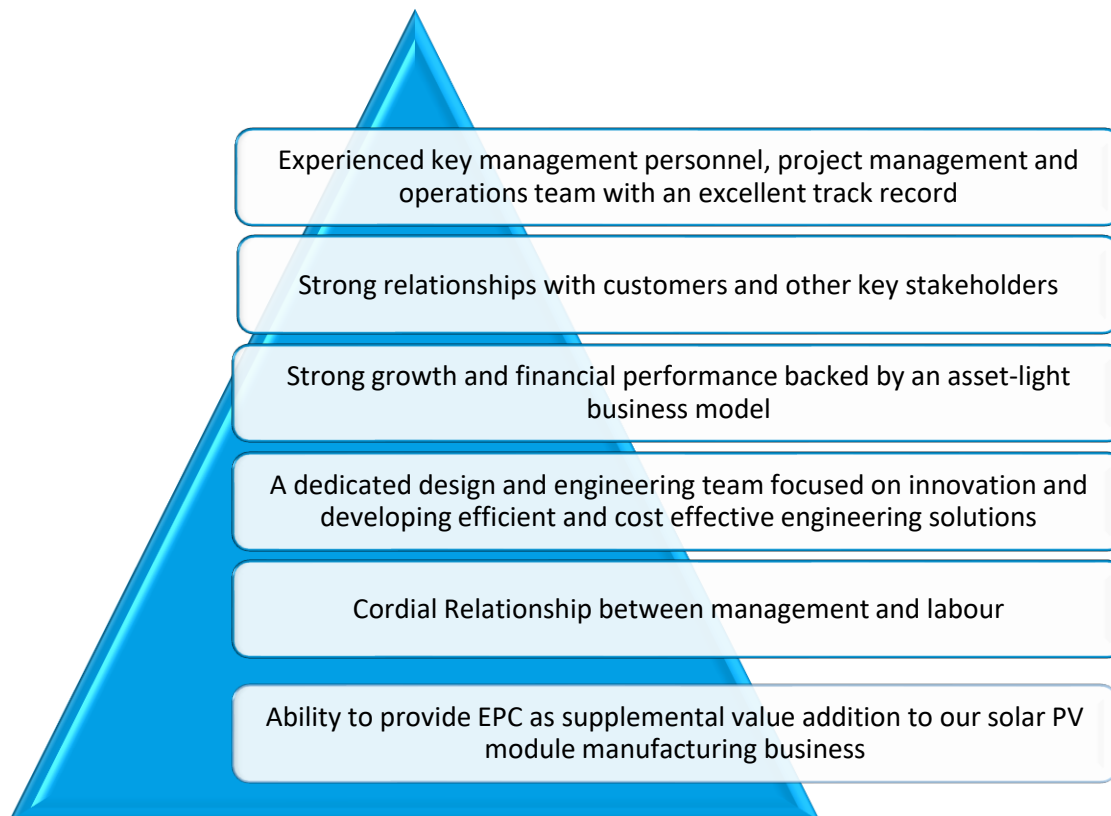 Experienced key management personnel, project management and
operations team with an excellent track record
Strong relationships with customers and other key stakeholders
Strong growth and financial performance backed by an asset-light
business model
A dedicated design and engineering team focused on innovation and
developing efficient and cost effective engineering solutions
Cordial Relationship between management and labour
Ability to provide EPC as supplemental value addition to our solar PV
module manufacturing business